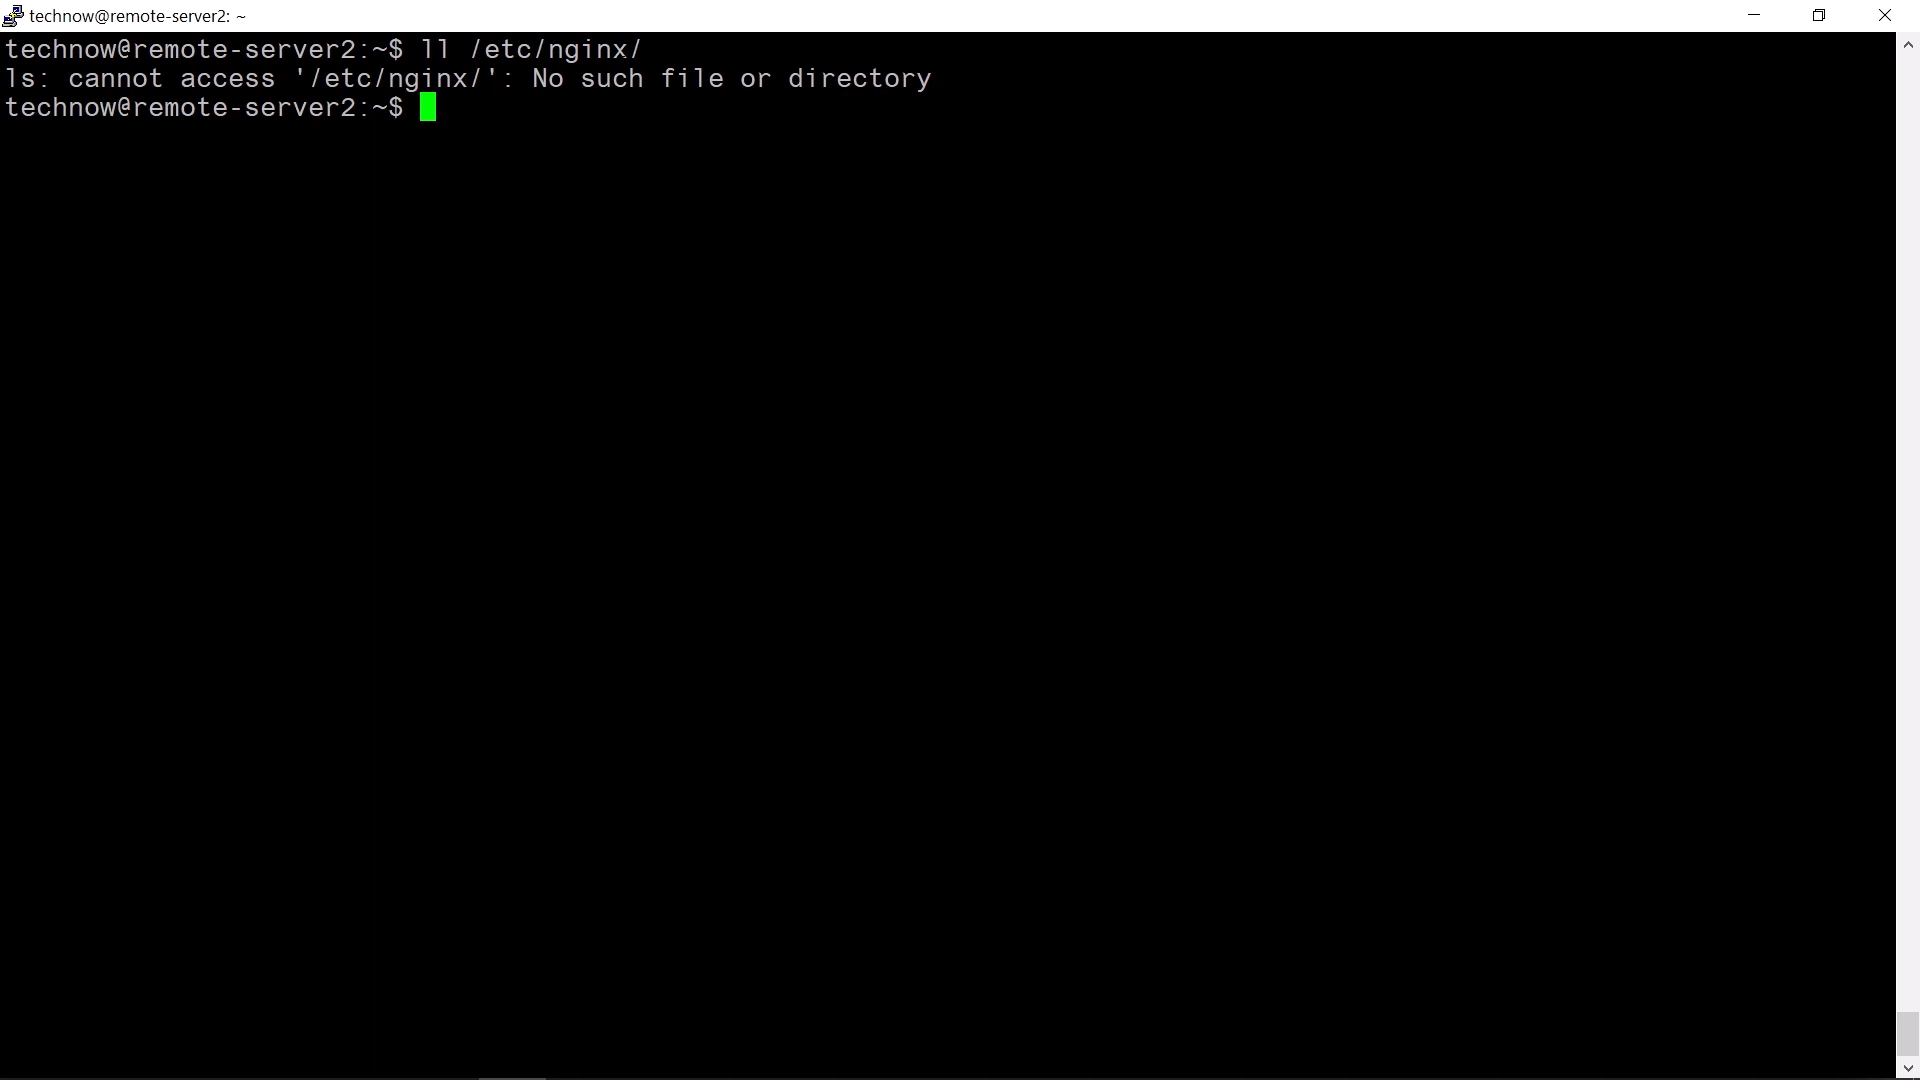 technow@remote-server2: ~
technow@remote-server2:~$ ll /etc/nginx/
ls: cannot access '/etc/nginx/': No such file or directory
technow@remote-server2:~$